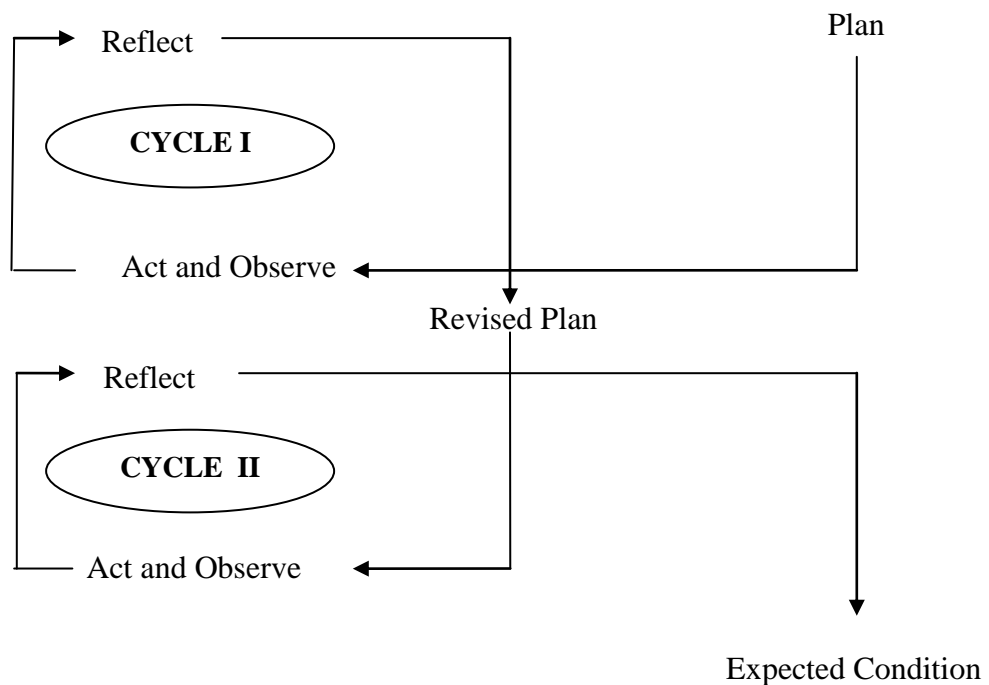 Plan
Reflect
CYCLE I
Act and Observe
Revised Plan
Reflect
CYCLE II
Act and Observe
Expected Condition